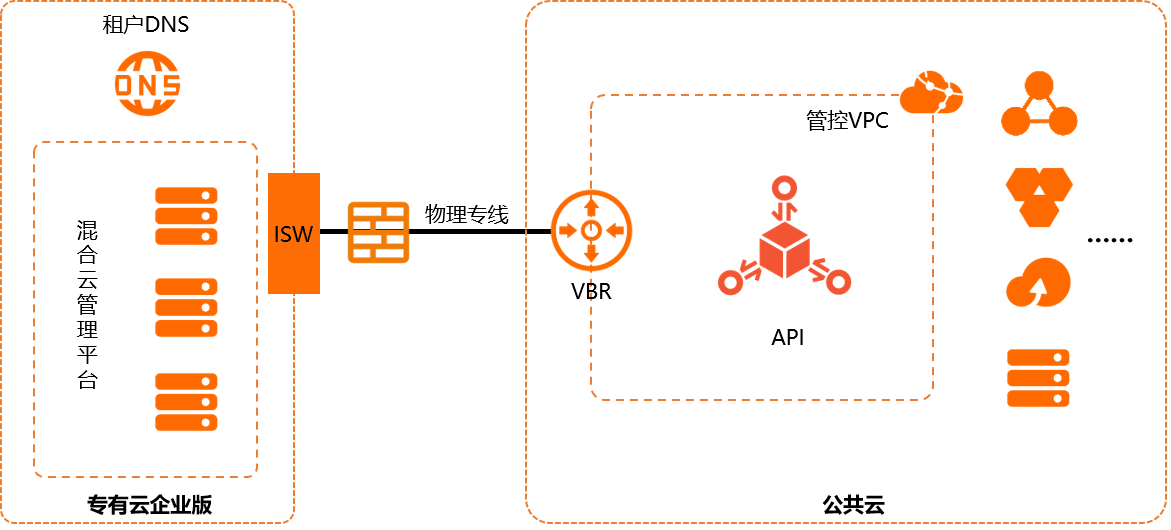 租户DNS
DNS
混合云管理平台
ISW
物理专线
VBR
管控VPC
API
......
专有云企业版
公共云